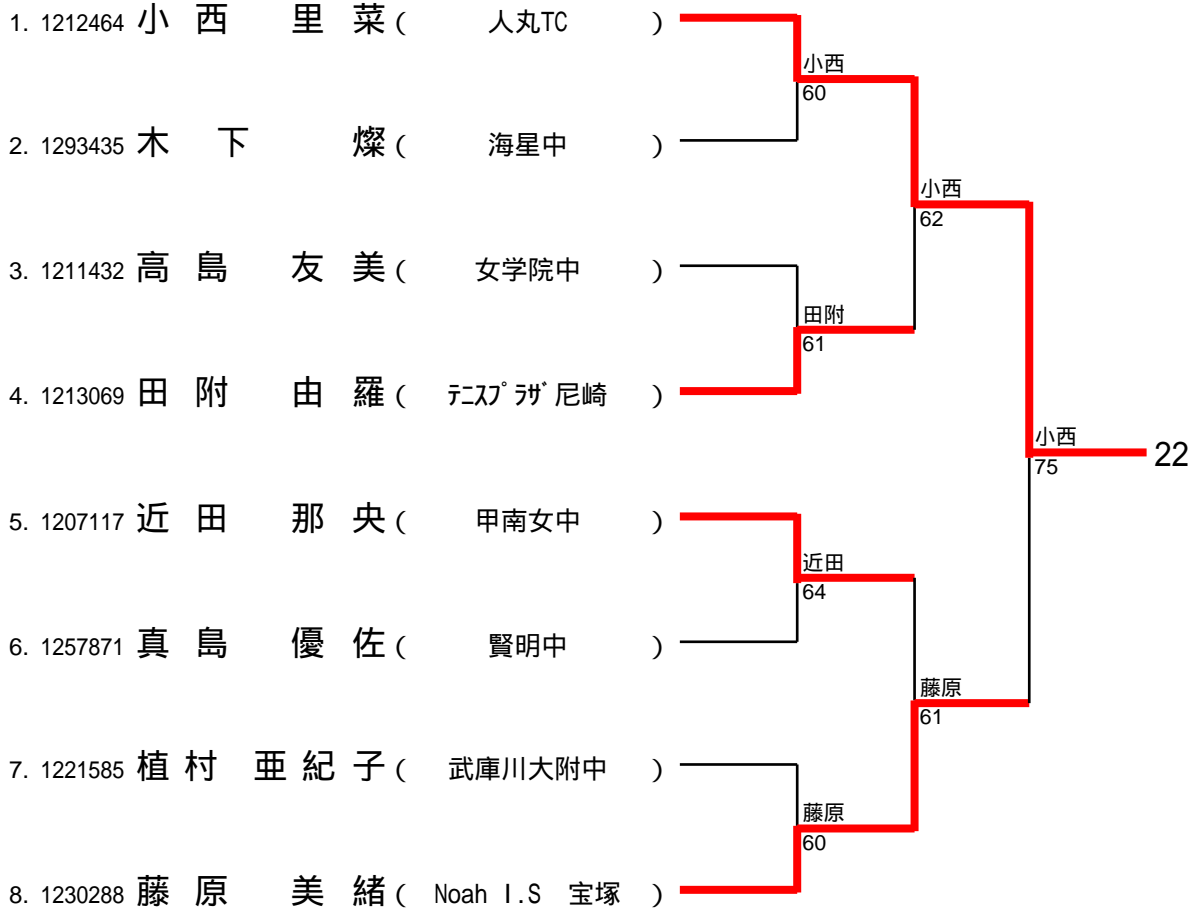 1. 1212464 小西 里菜( 人丸TC )
小西
60
2. 1293435 木下 燦( 海星中 )
小西
62
3. 1211432 高島 友美( 女学院中 )
田附
61
4. 1213069 田附 由羅( ﾃﾆｽﾌﾟﾗｻﾞ尼崎 )
小西
75
22
5. 1207117 近田 那央( 甲南女中 )
近田
64
6. 1257871 真島 優佐( 賢明中 )
藤原
61
7. 1221585 植村 亜紀子( 武庫川大附中 )
藤原
60
8. 1230288 藤原 美緒( Noah I.S 宝塚 )